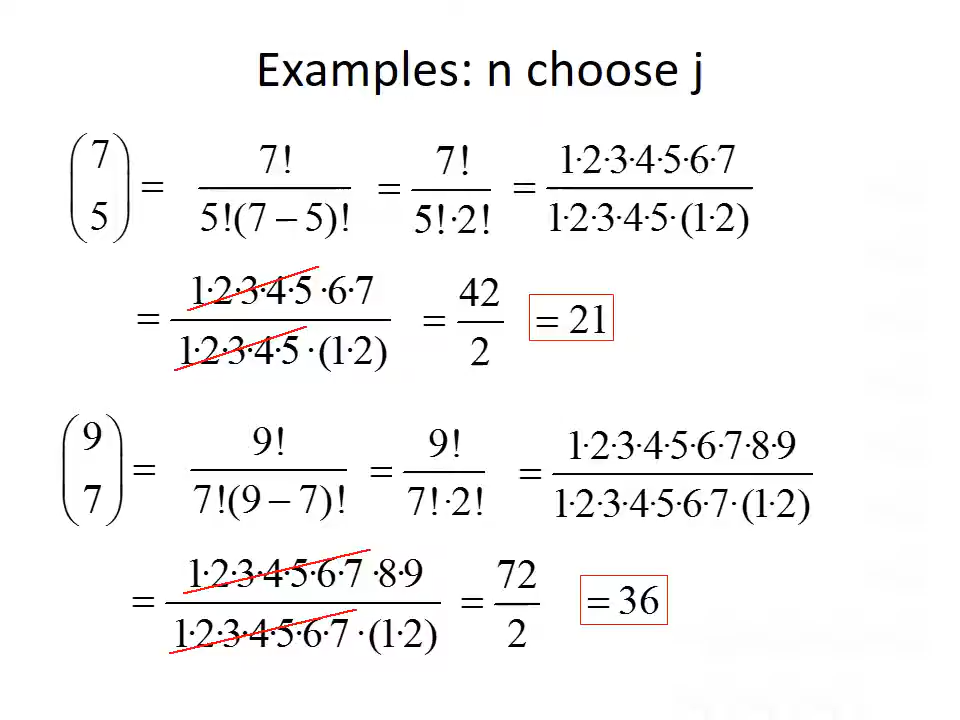 Examples: n choose j
(7 5) = 7! / 5!(7 − 5)! = 7! / 5!·2! = 1·2·3·4·5·6·7 / 1·2·3·4·5·(1·2)
= 1·2·3·4·5·6·7 / 1·2·3·4·5·(1·2) = 42 / 2 = 21
(9 7) = 9! / 7!(9 − 7)! = 9! / 7!·2! = 1·2·3·4·5·6·7·8·9 / 1·2·3·4·5·6·7·(1·2)
= 1·2·3·4·5·6·7·8·9 / 1·2·3·4·5·6·7·(1·2) = 72 / 2 = 36